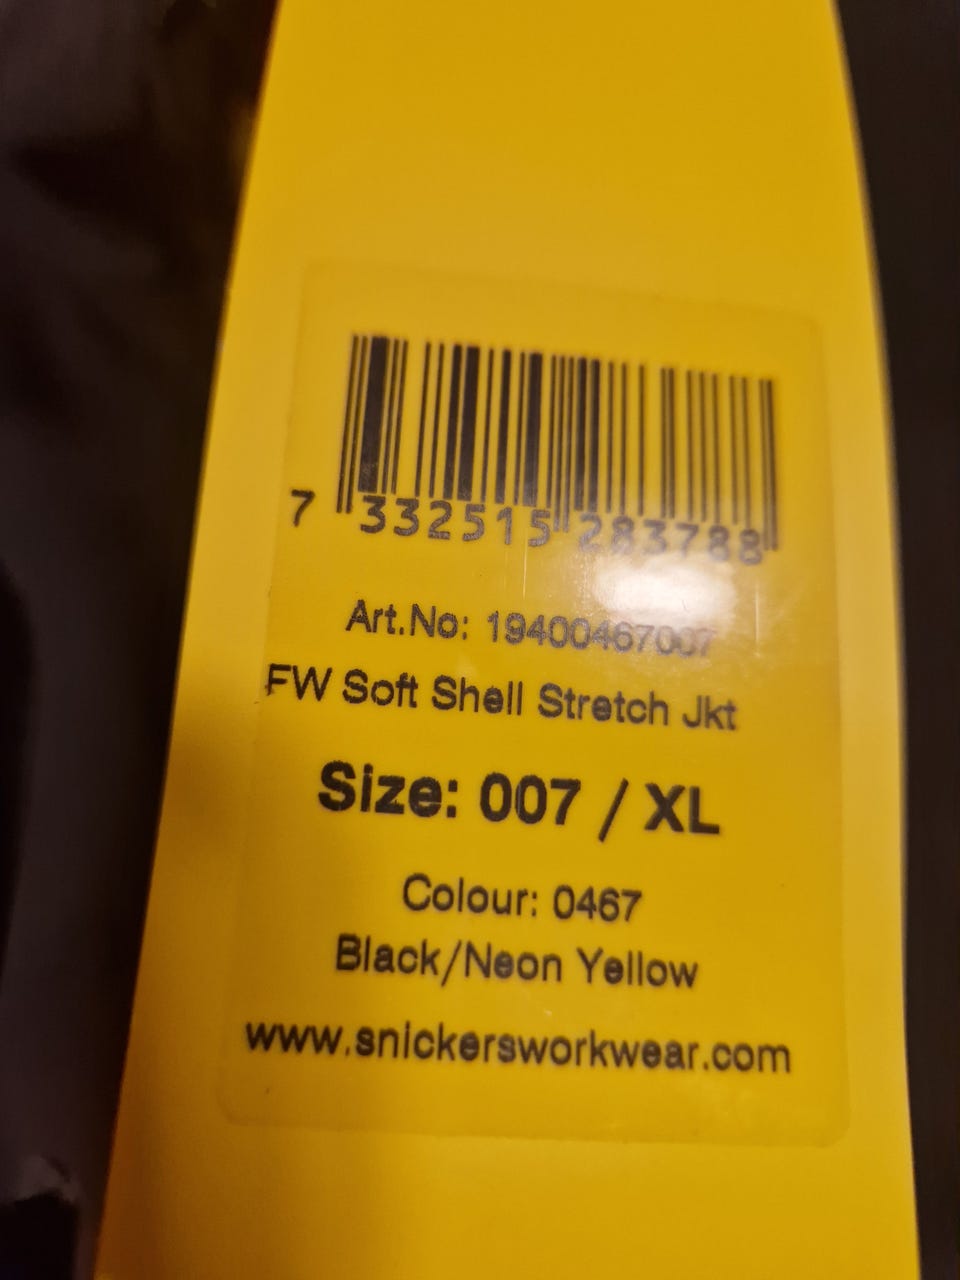 7 332515 283788
Art.No: 19400467007
FW Soft Shell Stretch Jkt
Size: 007 / XL
Colour: 0467
Black/Neon Yellow
www.snickersworkwear.com